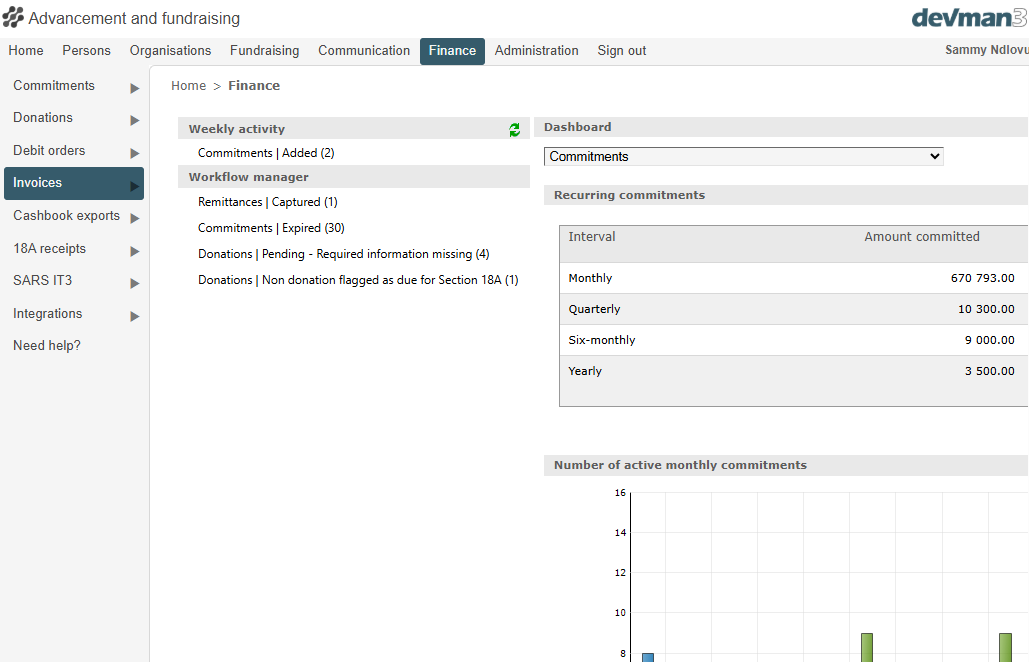 Advancement and fundraising
devman3
Home Persons Organisations Fundraising Communication Finance Administration Sign out Sammy Ndlovu
Commitments
Donations
Debit orders
Invoices
Cashbook exports
18A receipts
SARS IT3
Integrations
Need help?
Home > Finance
Weekly activity
Commitments | Added (2)
Workflow manager
Remittances | Captured (1)
Commitments | Expired (30)
Donations | Pending - Required information missing (4)
Donations | Non donation flagged as due for Section 18A (1)
Dashboard
Commitments
Recurring commitments
Interval Amount committed
Monthly 670 793.00
Quarterly 10 300.00
Six-monthly 9 000.00
Yearly 3 500.00
Number of active monthly commitments
16
14
12
10
8